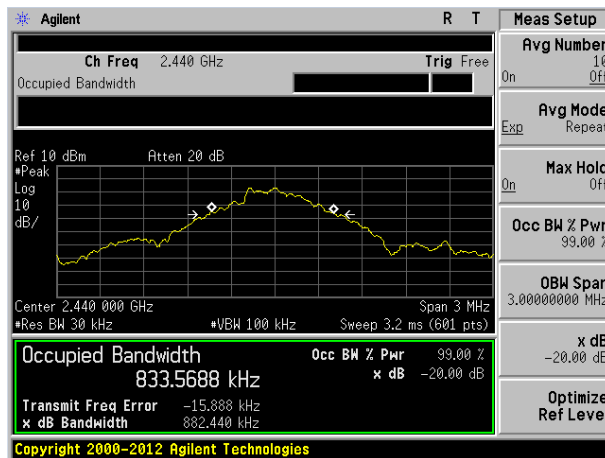 Agilent R T Meas Setup
Ch Freq 2.440 GHz Trig Free
Occupied Bandwidth
Avg Number
10
On Off
Avg Mode
Exp Repeat
Max Hold
On Off
Occ BW % Pwr
99.00 %
OBW Span
3.00000000 MHz
x dB
-20.00 dB
Optimize
Ref Level
Ref 10 dBm Atten 20 dB
#Peak
Log
10
dB/
Center 2.440 000 GHz Span 3 MHz
#Res BW 30 kHz #VBW 100 kHz Sweep 3.2 ms (601 pts)
Occupied Bandwidth Occ BW % Pwr 99.00 %
833.5688 kHz x dB -20.00 dB
Transmit Freq Error -15.888 kHz
x dB Bandwidth 882.440 kHz
Copyright 2000-2012 Agilent Technologies